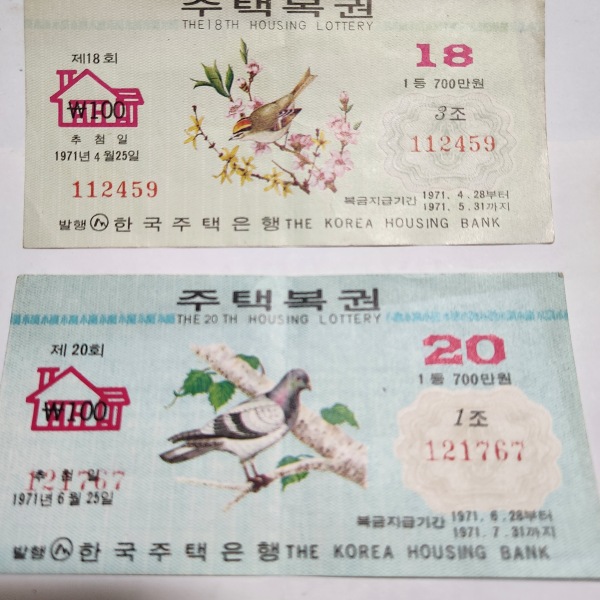 주택복권
THE 18TH HOUSING LOTTERY
제18회
18
1등 700만원
₩100
3조
추첨일
112459
1971년 4월 25일
112459
복금지급기간 1971. 4. 28부터
1971. 5. 31까지
발행 한국주택은행 THE KOREA HOUSING BANK
주택복권
THE 20 TH HOUSING LOTTERY
제20회
20
1등 700만원
₩100
1조
121767
추첨일
121767
1971년 6월 25일
복금지급기간 1971. 6. 28부터
1971. 7. 31까지
발행 한국주택은행 THE KOREA HOUSING BANK